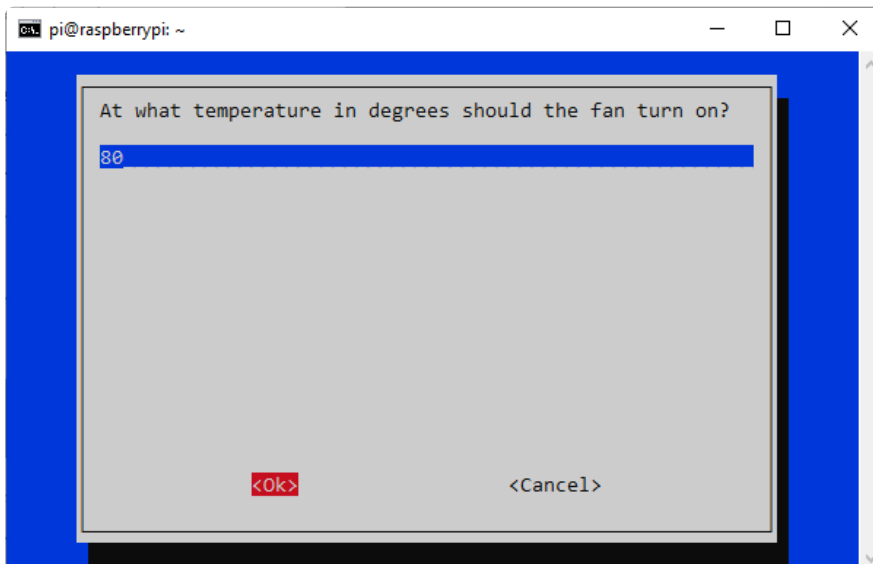 pi@raspberrypi: ~
At what temperature in degrees should the fan turn on?
80
<Ok> <Cancel>